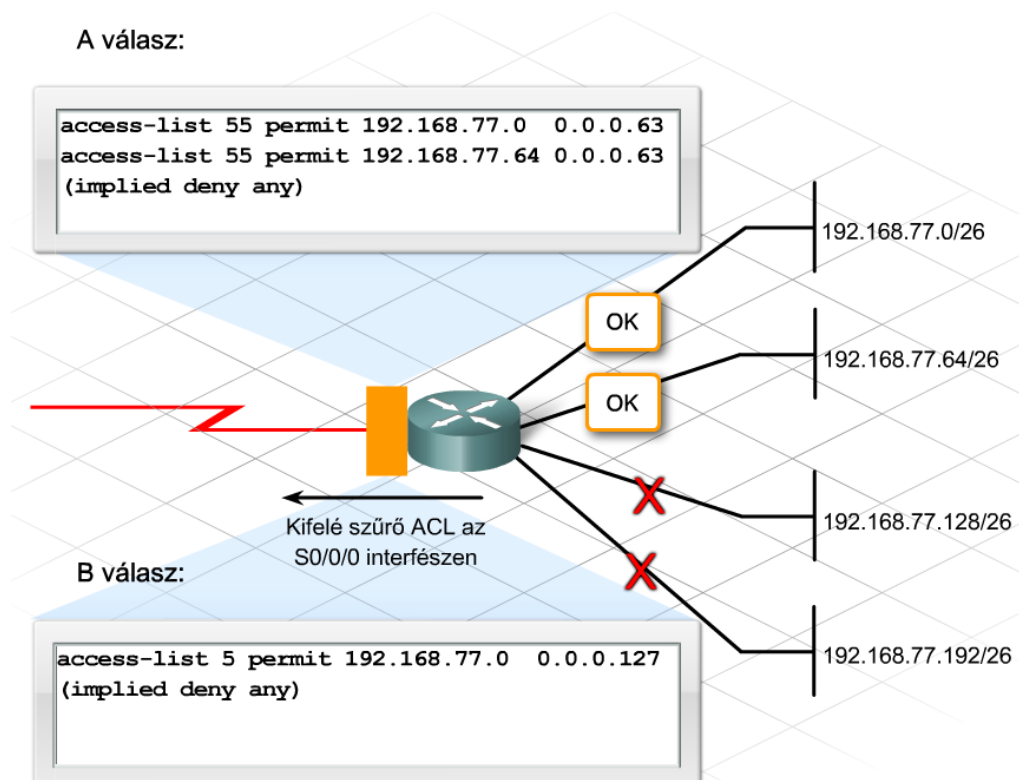 A válasz:
access-list 55 permit 192.168.77.0 0.0.0.63
access-list 55 permit 192.168.77.64 0.0.0.63
(implied deny any)
192.168.77.0/26
OK
192.168.77.64/26
OK
192.168.77.128/26
Kifelé szűrő ACL az
S0/0/0 interfészen
X
X
B válasz:
192.168.77.192/26
access-list 5 permit 192.168.77.0 0.0.0.127
(implied deny any)